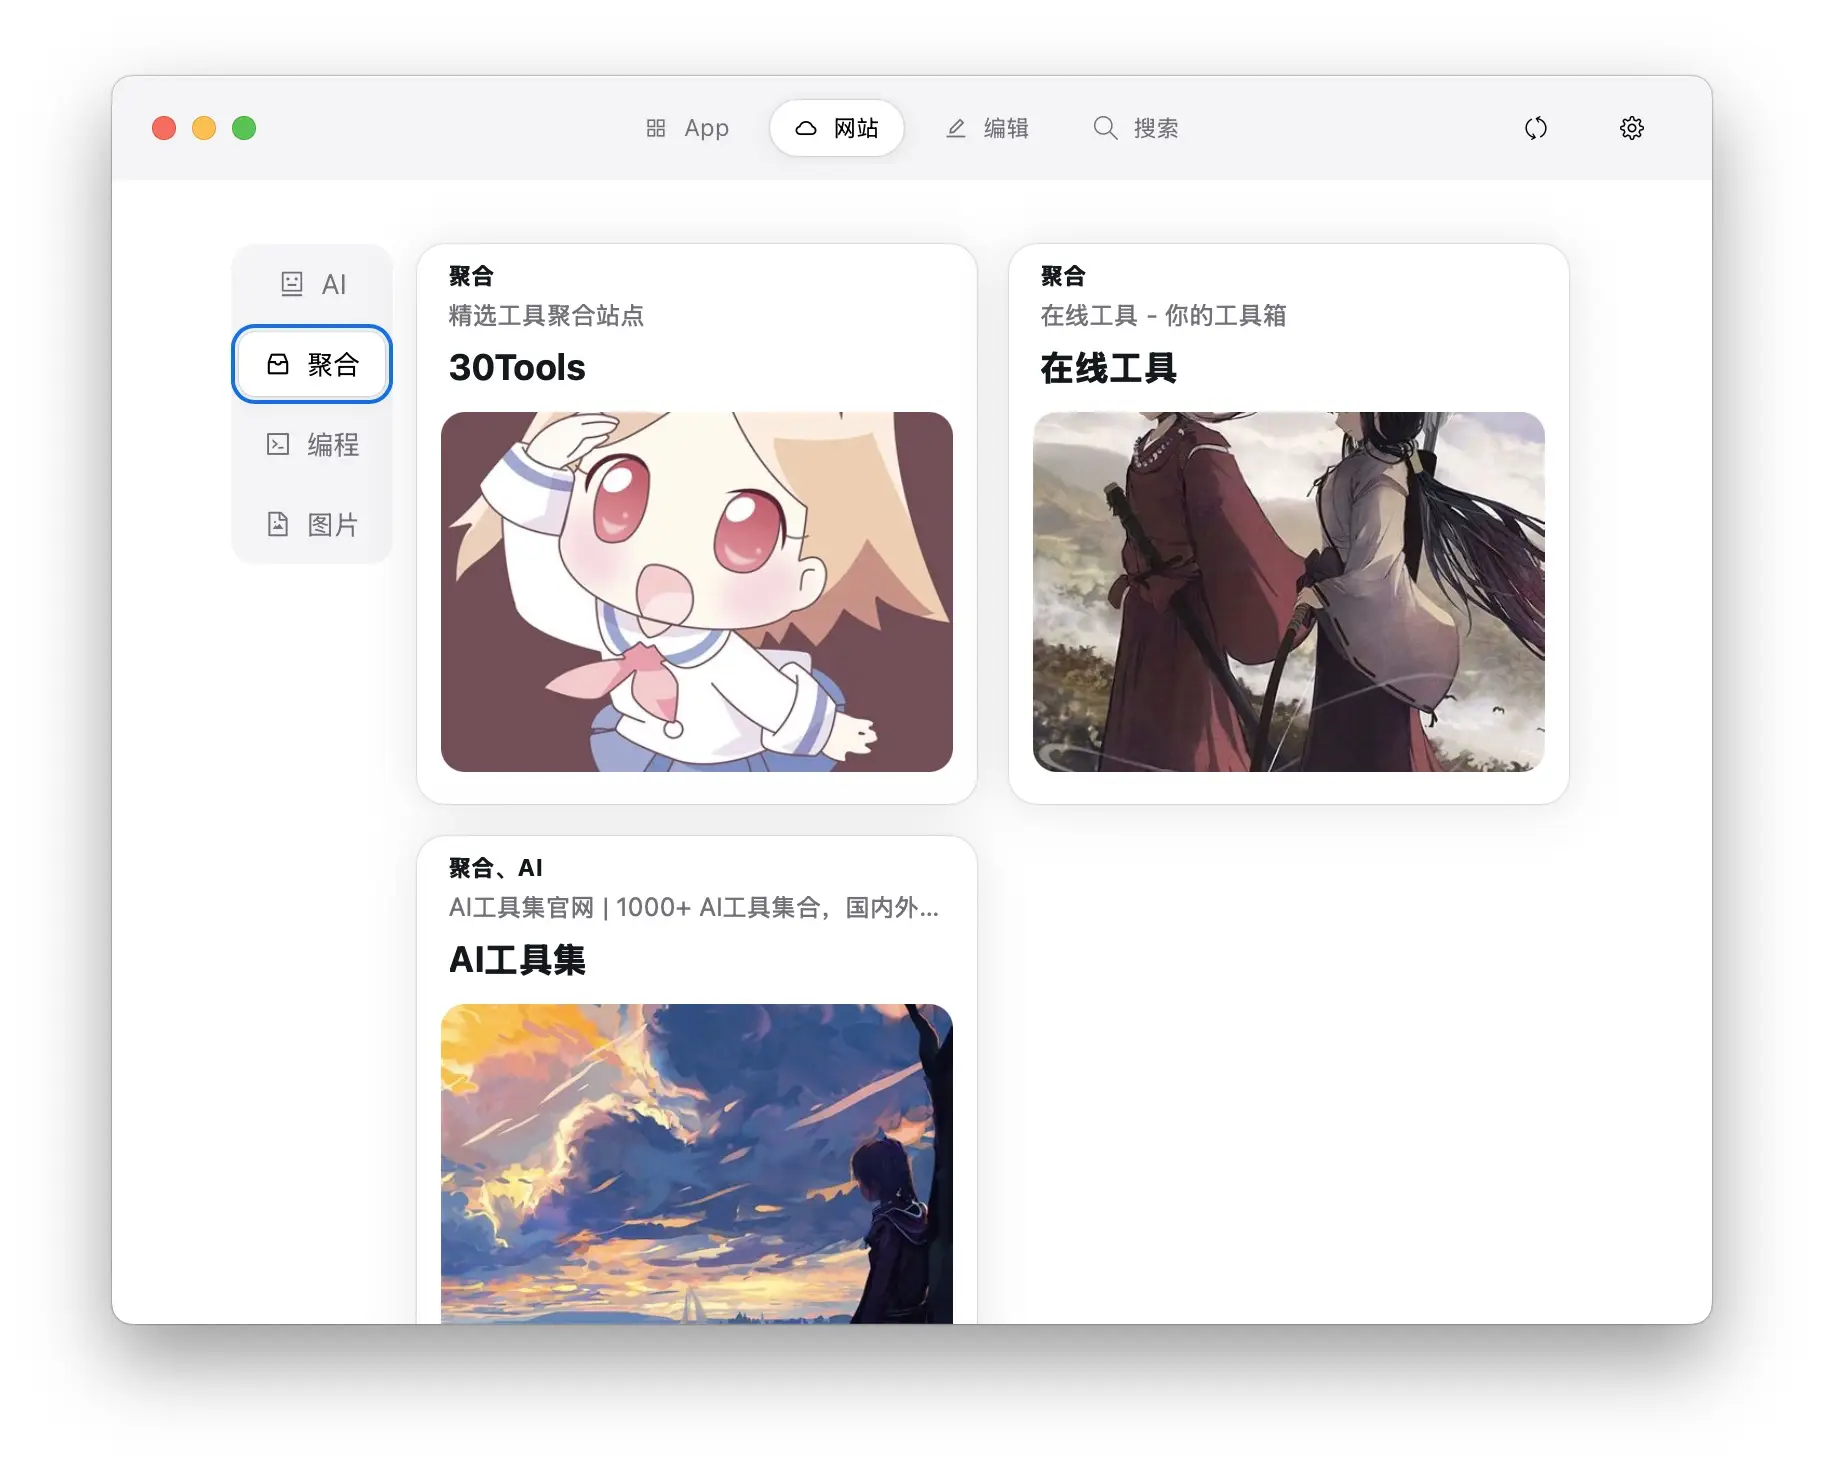 App
网站
编辑
搜索
AI
聚合
编程
图片
聚合
精选工具聚合站点
30Tools
聚合
在线工具 - 你的工具箱
在线工具
聚合、AI
AI工具集官网 | 1000+ AI工具集合，国内外...
AI工具集